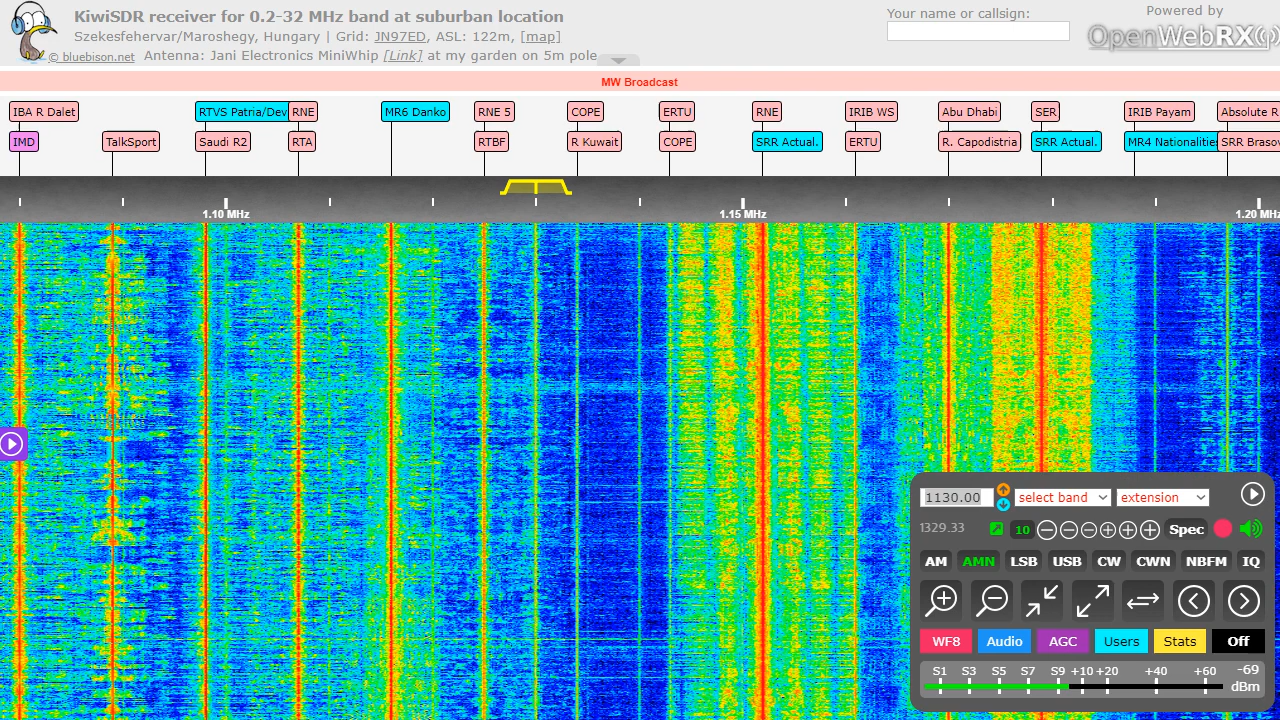 KiwiSDR receiver for 0.2-32 MHz band at suburban location
Szekesfehervar/Maroshegy, Hungary | Grid: JN97ED, ASL: 122m, [map]
© bluebison.net Antenna: Jani Electronics MiniWhip [Link] at my garden on 5m pole
Your name or callsign:
Powered by
OpenWebRX
MW Broadcast
IBA R Dalet RTVS Patria/Dev RNE MR6 Danko RNE 5 COPE ERTU RNE IRIB WS Abu Dhabi SER IRIB Payam Absolute R
IMD TalkSport Saudi R2 RTA RTBF R Kuwait COPE SRR Actual. ERTU R. Capodistria SRR Actual. MR4 Nationalities SRR Brasov
1.10 MHz 1.15 MHz 1.20 MHz
1130.00 select band extension
1329.33 10 Spec
AM AMN LSB USB CW CWN NBFM IQ
WF8 Audio AGC Users Stats Off
S1 S3 S5 S7 S9 +10 +20 +40 +60 -69
dBm